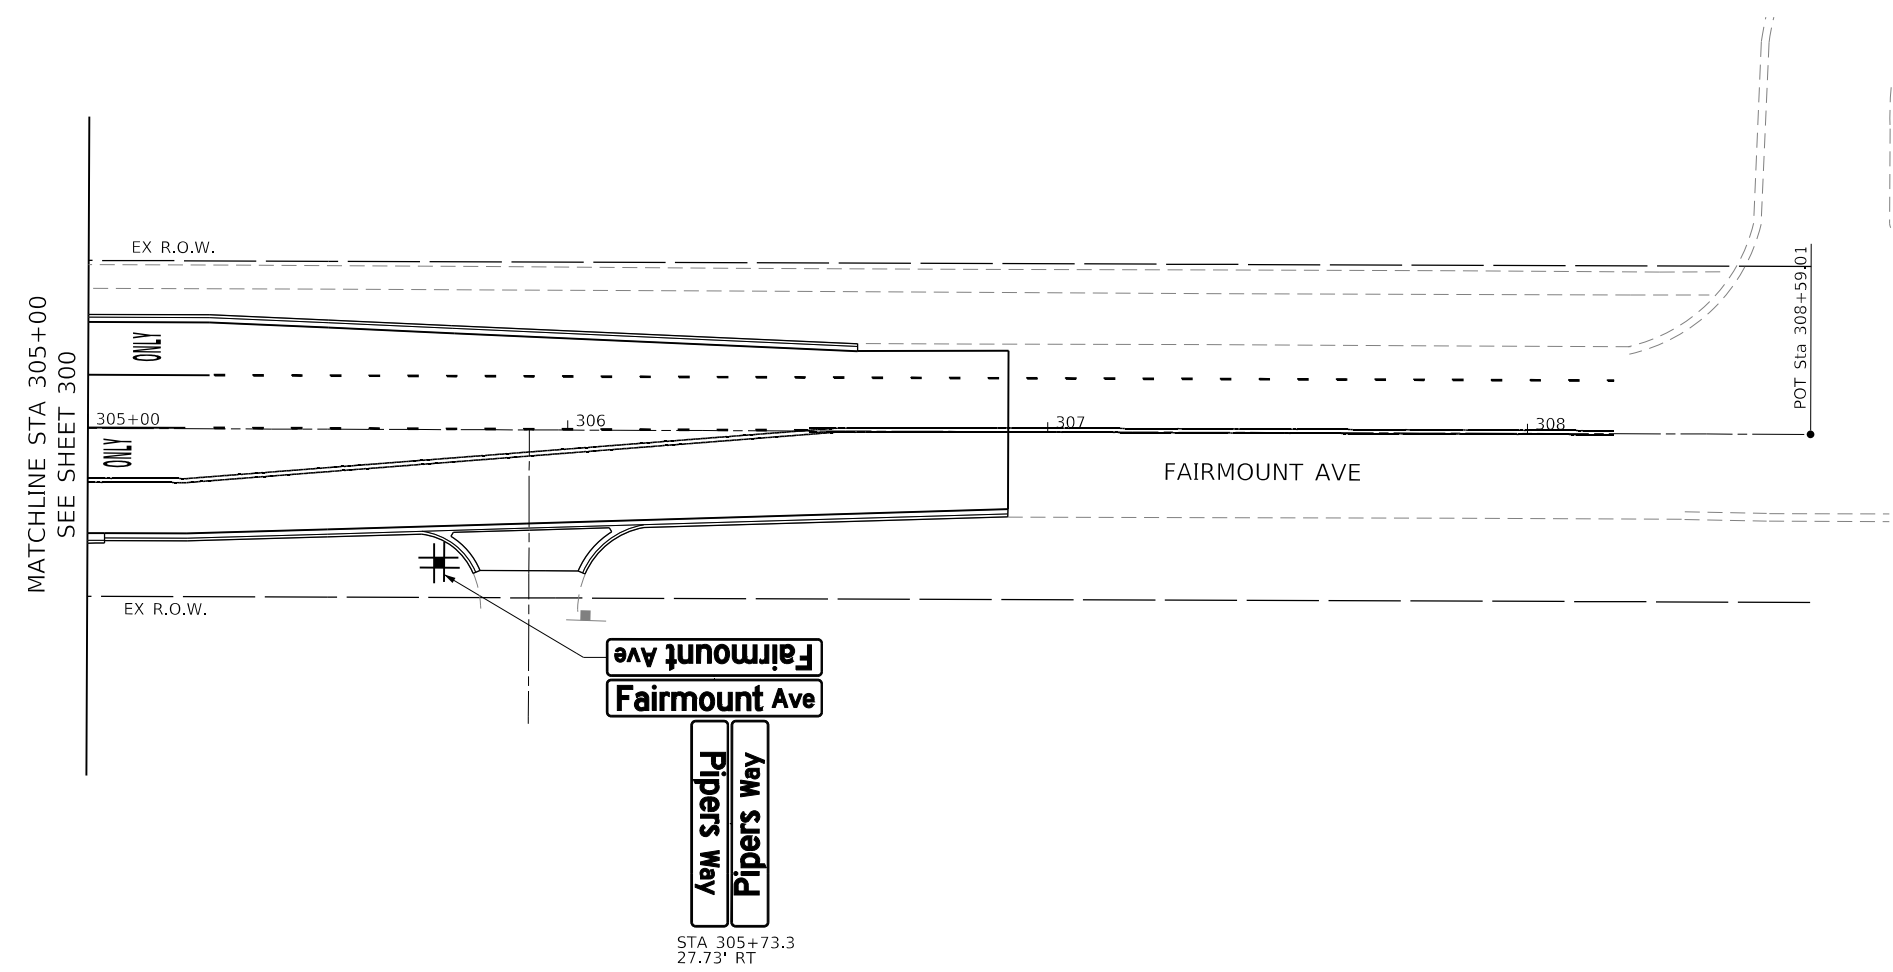 EX R.O.W.
MATCHLINE STA 305+00
SEE SHEET 300
ONLY
POT Sta 308+59.01
305+00
306
307
308
ONLY
FAIRMOUNT AVE
EX R.O.W.
Fairmount Ave
Fairmount Ave
Pipers Way
Pipers Way
STA 305+73.3
27.73' RT